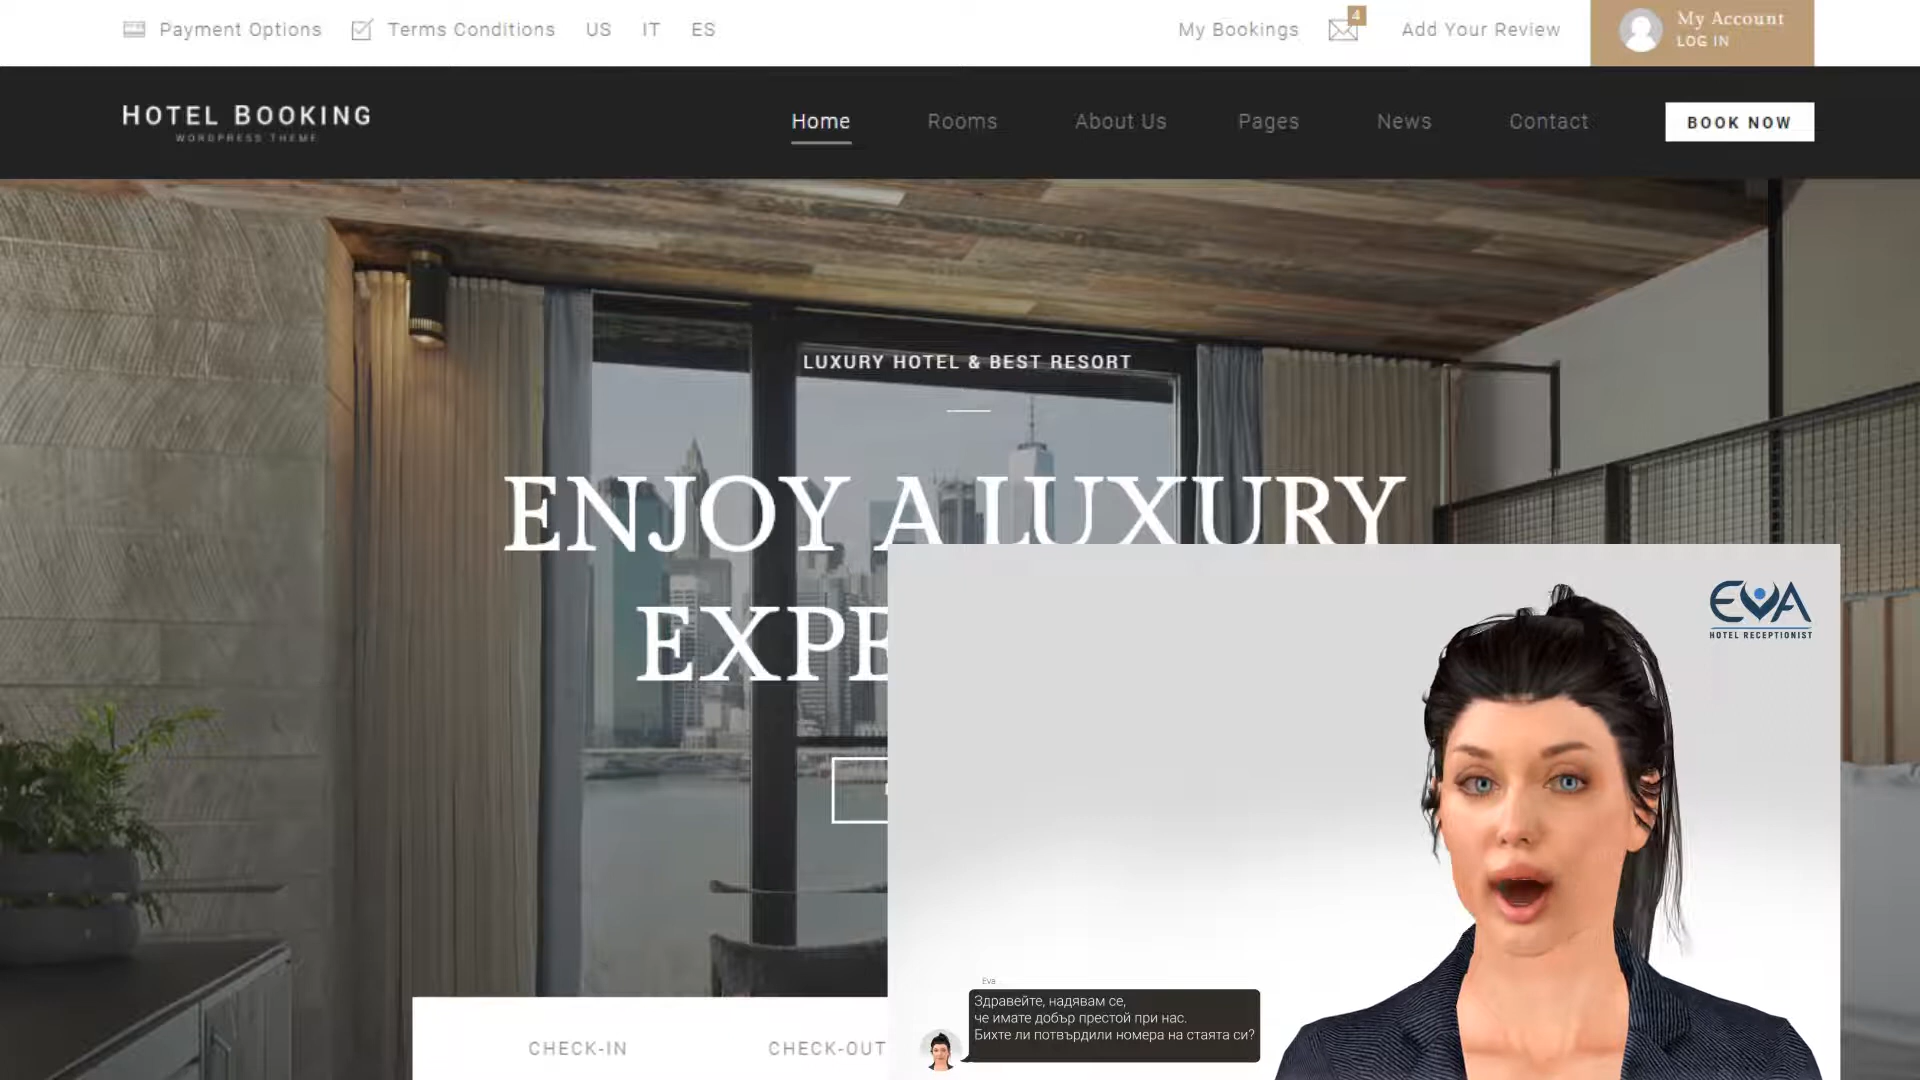 Payment Options
Terms Conditions
US
IT
ES
My Bookings
4
Add Your Review
My Account
LOG IN
HOTEL BOOKING
WORDPRESS THEME
Home
Rooms
About Us
Pages
News
Contact
BOOK NOW
LUXURY HOTEL & BEST RESORT
ENJOY A LUXURY
EXPE
EVA
HOTEL RECEPTIONIST
Eva
Здравейте, надявам се,
че имате добър престой при нас.
Бихте ли потвърдили номера на стаята си?
CHECK-IN
CHECK-OUT